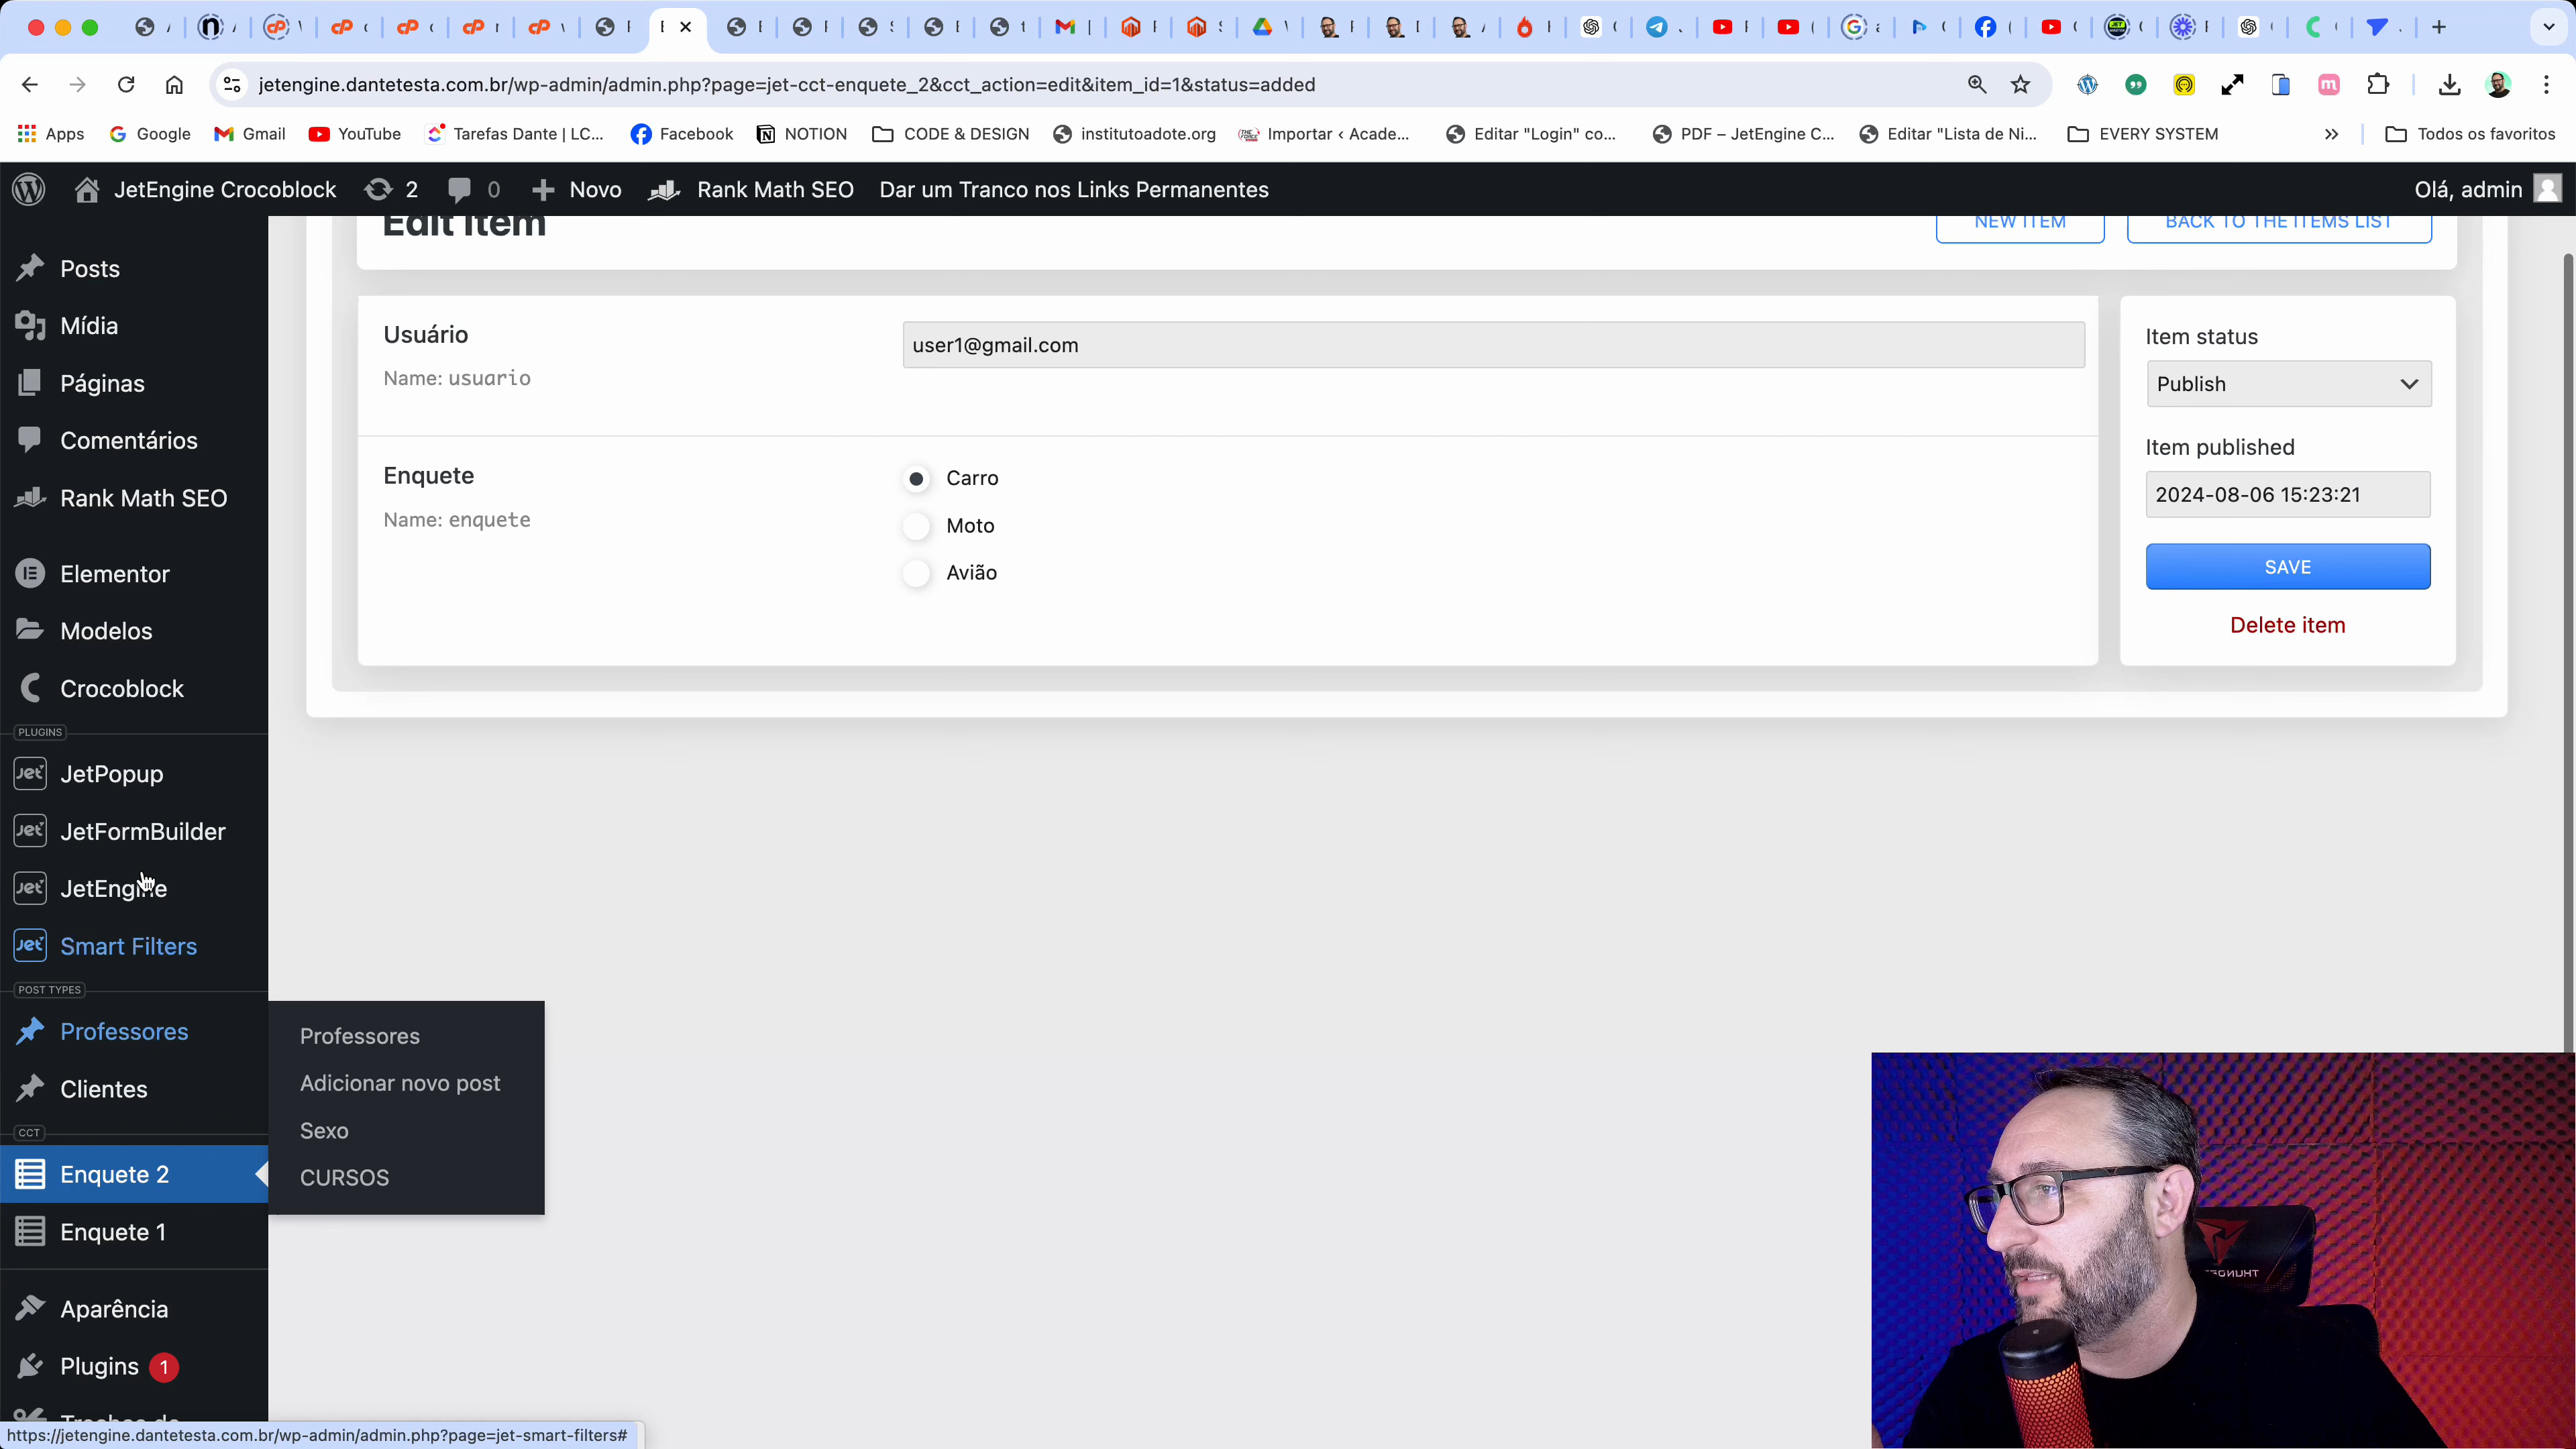 jetengine.dantetesta.com.br/wp-admin/admin.php?page=jet-cct-enquete_2&cct_action=edit&item_id=1&status=added
Apps
Google
Gmail
YouTube
Tarefas Dante | LC...
Facebook
NOTION
CODE & DESIGN
institutoadote.org
Importar ‹ Acade...
Editar "Login" co...
PDF – JetEngine C...
Editar "Lista de Ni...
EVERY SYSTEM
Todos os favoritos
JetEngine Crocoblock
2
0
Novo
Rank Math SEO
Dar um Tranco nos Links Permanentes
Olá, admin
Edit Item
NEW ITEM
BACK TO THE ITEMS LIST
Posts
Mídia
Páginas
Comentários
Rank Math SEO
Elementor
Modelos
Crocoblock
PLUGINS
JetPopup
JetFormBuilder
JetEngine
Smart Filters
POST TYPES
Professores
Clientes
CCT
Enquete 2
Enquete 1
Aparência
Plugins 1
Professores
Adicionar novo post
Sexo
CURSOS
Usuário
Name: usuario
user1@gmail.com
Enquete
Name: enquete
Carro
Moto
Avião
Item status
Publish
Item published
2024-08-06 15:23:21
SAVE
Delete item
https://jetengine.dantetesta.com.br/wp-admin/admin.php?page=jet-smart-filters#